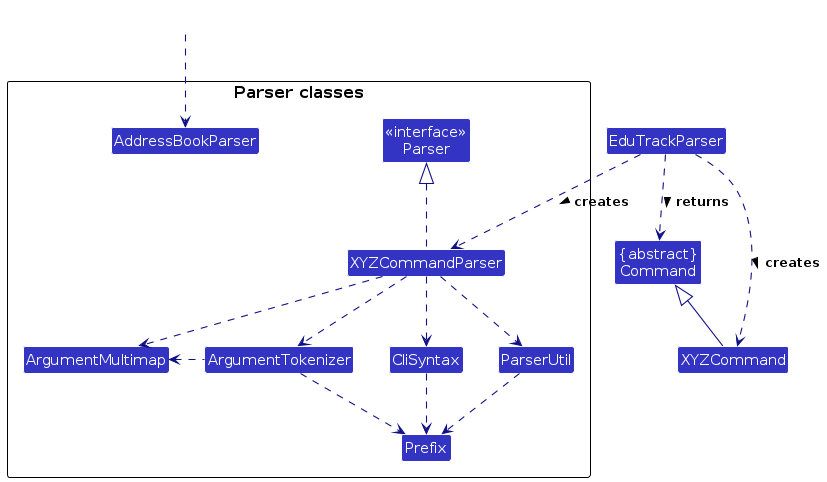 Parser classes
AddressBookParser
«interface»
Parser
EduTrackParser
creates
returns
XYZCommandParser
{abstract}
Command
creates
ArgumentMultimap
ArgumentTokenizer
CliSyntax
ParserUtil
XYZCommand
Prefix